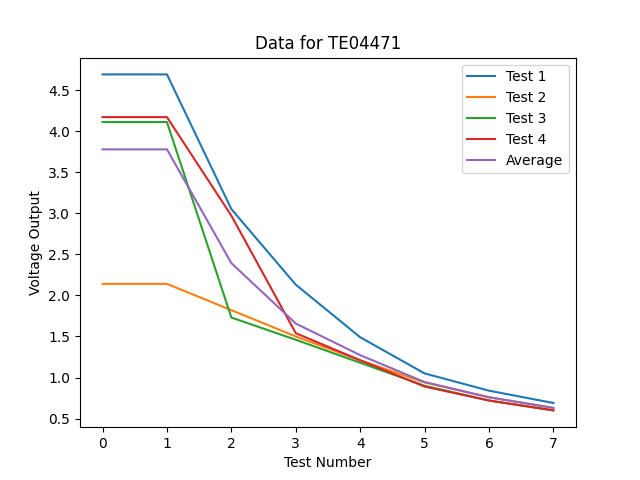 Data for TE04471
Test 1
Test 2
Test 3
Test 4
Average
Voltage Output
4.5
4.0
3.5
3.0
2.5
2.0
1.5
1.0
0.5
0 1 2 3 4 5 6 7
Test Number